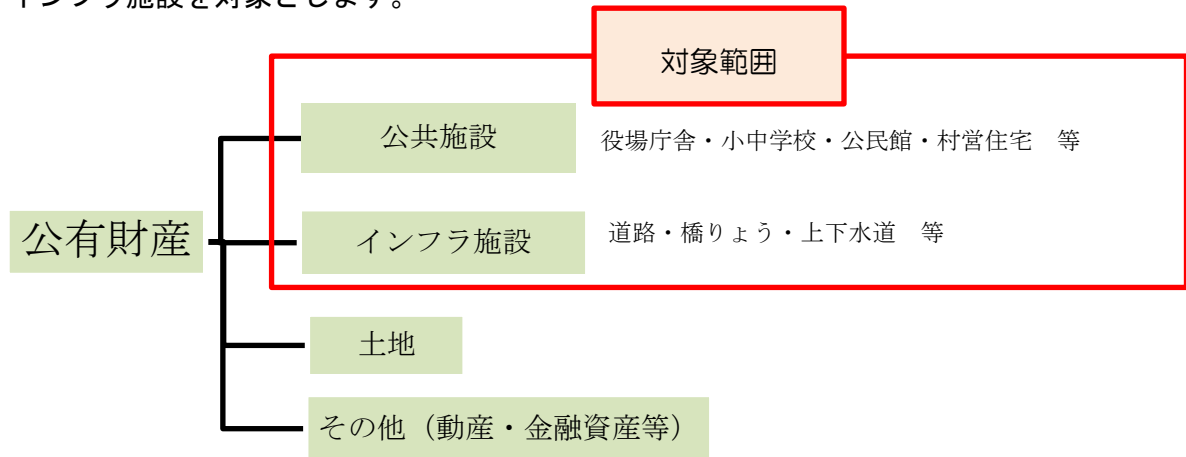 インフラ施設を対象とします。
対象範囲
公共施設
役場庁舎・小中学校・公民館・村営住宅　等
公有財産
インフラ施設
道路・橋りょう・上下水道　等
土地
その他（動産・金融資産等）